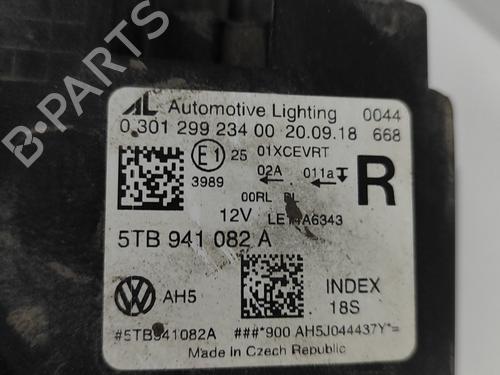 AL Automotive Lighting 0044
0 301 299 234 00 20.09.18 668
E1 25 01XCEVRT
3989 02A 011a R
00RL
12V
5TB 941 082 A
AH5
INDEX
18S
#5TB941082A ###*900 AH5J044437Y*=
Made in Czech Republic
B-PARTS